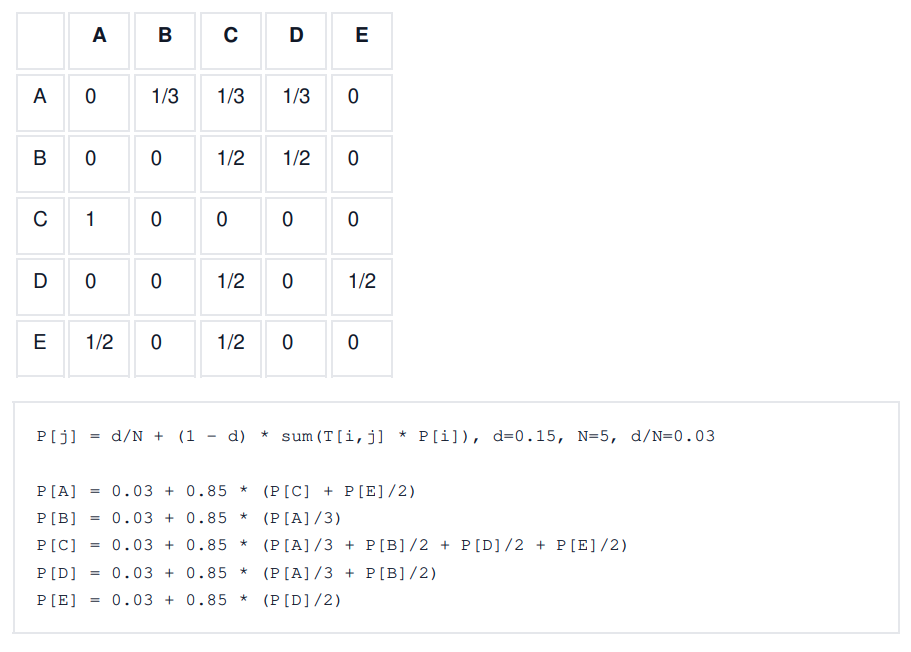 A B C D E
A 0 1/3 1/3 1/3 0
B 0 0 1/2 1/2 0
C 1 0 0 0 0
D 0 0 1/2 0 1/2
E 1/2 0 1/2 0 0
P[j] = d/N + (1 - d) * sum(T[i,j] * P[i]), d=0.15, N=5, d/N=0.03
P[A] = 0.03 + 0.85 * (P[C] + P[E]/2)
P[B] = 0.03 + 0.85 * (P[A]/3)
P[C] = 0.03 + 0.85 * (P[A]/3 + P[B]/2 + P[D]/2 + P[E]/2)
P[D] = 0.03 + 0.85 * (P[A]/3 + P[B]/2)
P[E] = 0.03 + 0.85 * (P[D]/2)